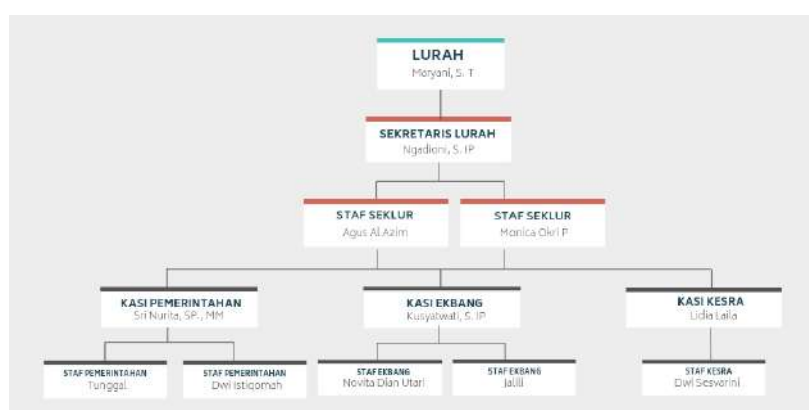 LURAH
Maryani, S. T
SEKRETARIS LURAH
Ngadioni, S. IP
STAF SEKLUR
Agus Al Azim
STAF SEKLUR
Monica Okri P
KASI PEMERINTAHAN
Sri Nurita, SP., MM
KASI EKBANG
Kusyatwati, S. IP
KASI KESRA
Lidia Laila
STAF PEMERINTAHAN
Tunggal.
STAF PEMERINTAHAN
Dwi Istiqomah
STAF EKBANG
Novita Dian Utari
STAF EKBANG
Jalili
STAF KESRA
Dwi Sesvarini